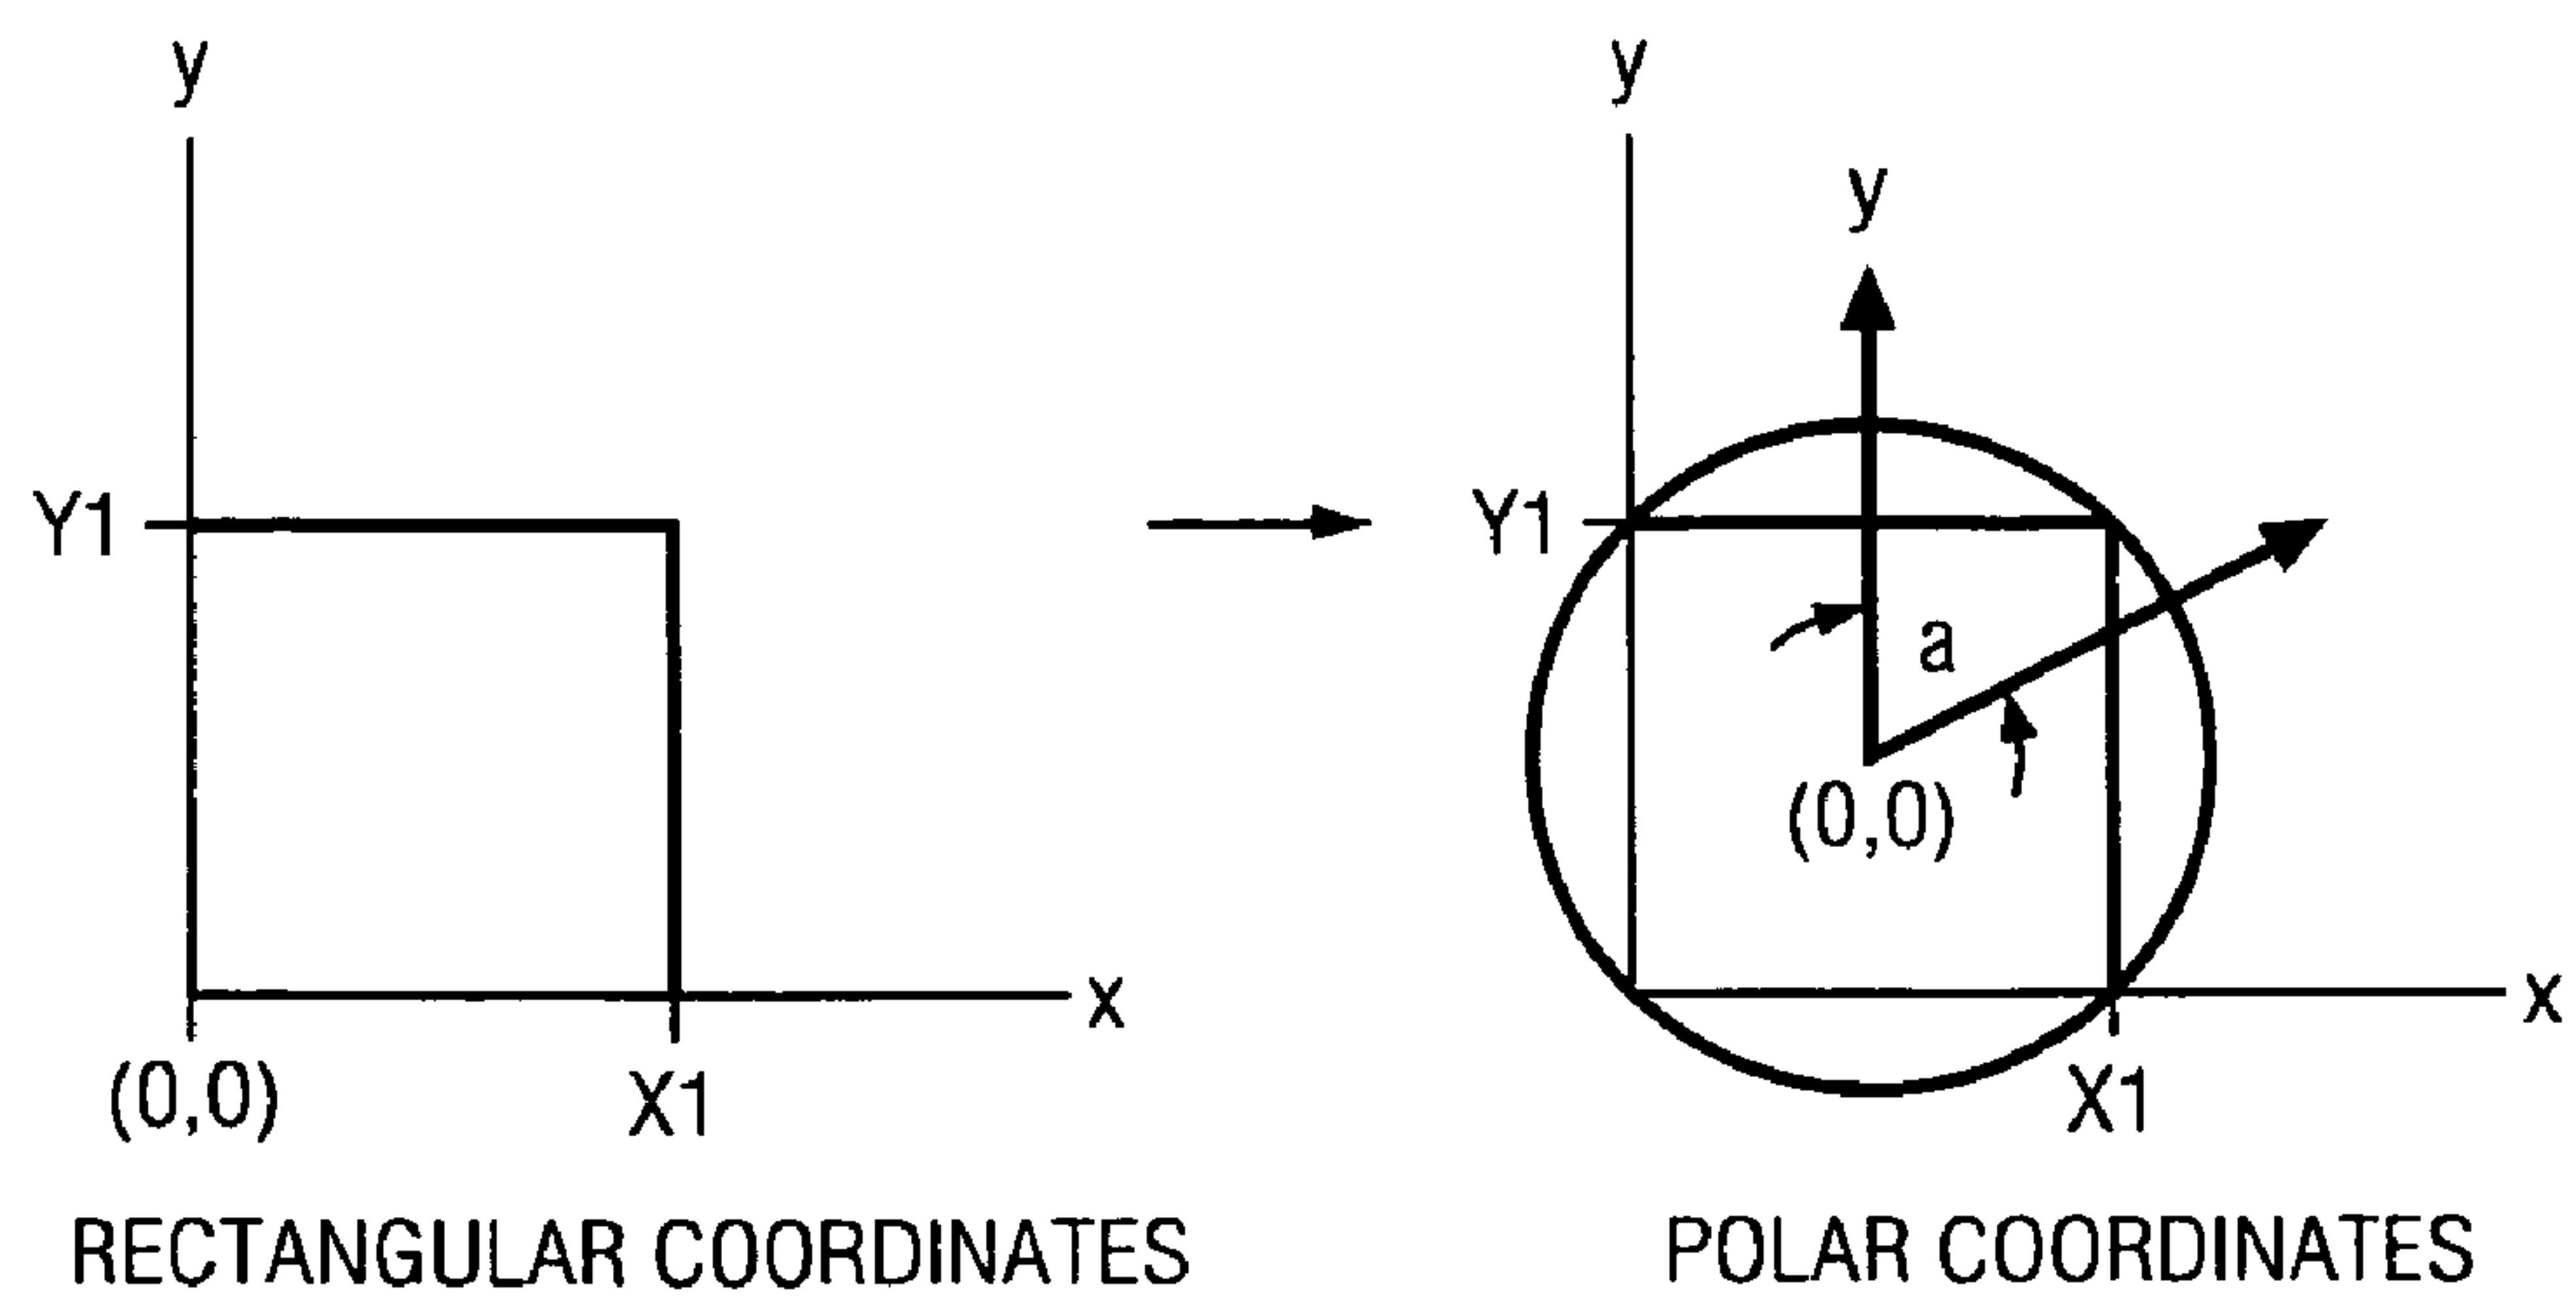 y
Y1
x
(0,0)
X1
RECTANGULAR COORDINATES
y
y
Y1
a
(0,0)
x
X1
POLAR COORDINATES